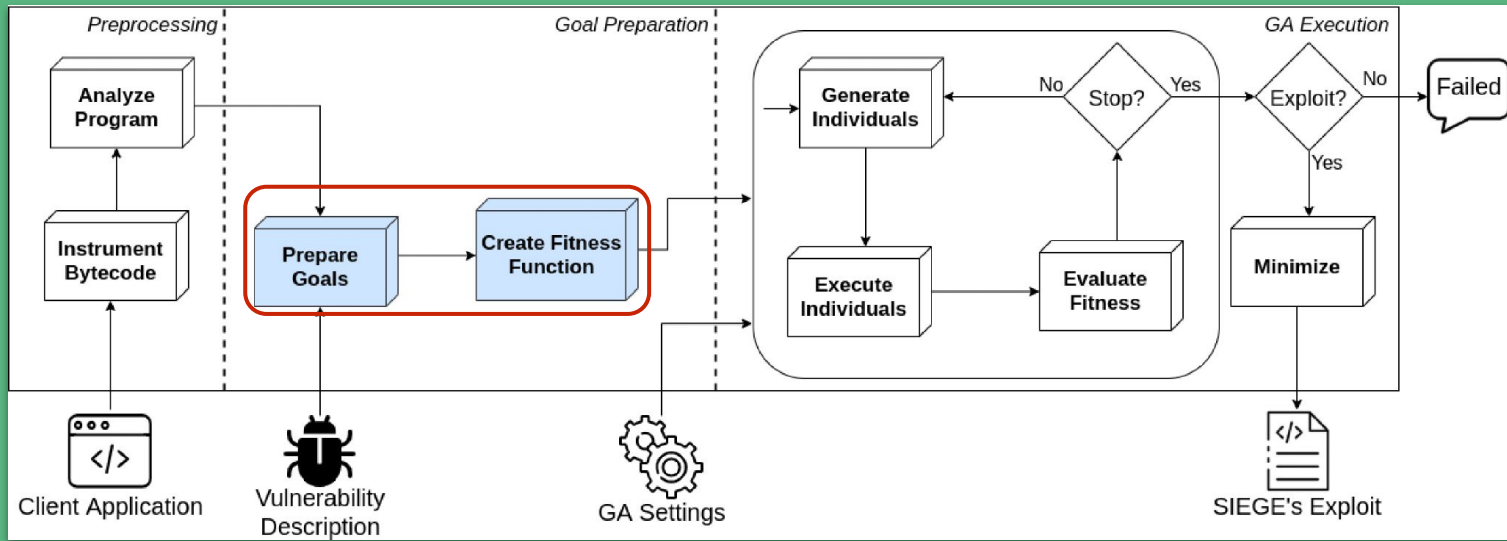 Preprocessing
Goal Preparation
GA Execution
Analyze
Program
Instrument
Bytecode
Prepare
Goals
Create Fitness
Function
Generate
Individuals
Execute
Individuals
Evaluate
Fitness
No
Stop?
Yes
Exploit?
No
Failed
Yes
Minimize
</>
Client Application
Vulnerability
Description
GA Settings
</>
SIEGE's Exploit